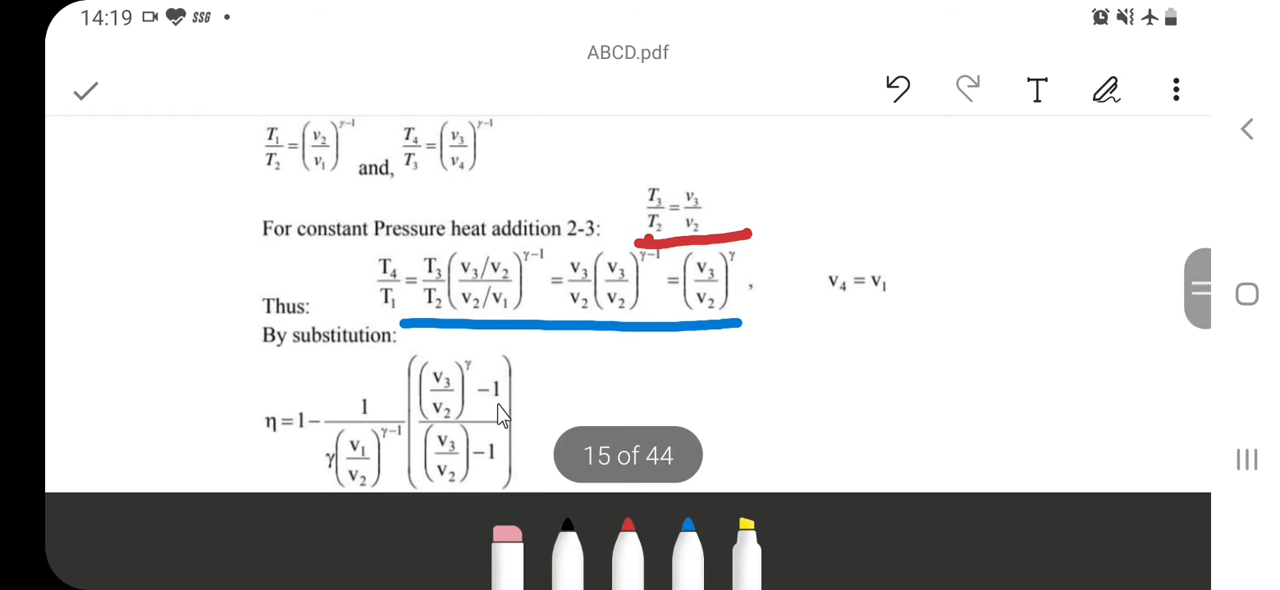 14:19 SSG
ABCD.pdf
T
T₁/T₂ = (v₂/v₁)^(γ−1) and, T₄/T₃ = (v₃/v₄)^(γ−1)
For constant Pressure heat addition 2-3: T₃/T₂ = v₃/v₂
Thus: T₄/T₁ = T₃/T₂ ((v₃/v₂)/(v₂/v₁))^(γ−1) = v₃/v₂ (v₃/v₂)^(γ−1) = (v₃/v₂)^γ , v₄ = v₁
By substitution:
η = 1 − 1/(γ(v₁/v₂)^(γ−1)) (((v₃/v₂)^γ − 1)/((v₃/v₂) − 1))
15 of 44